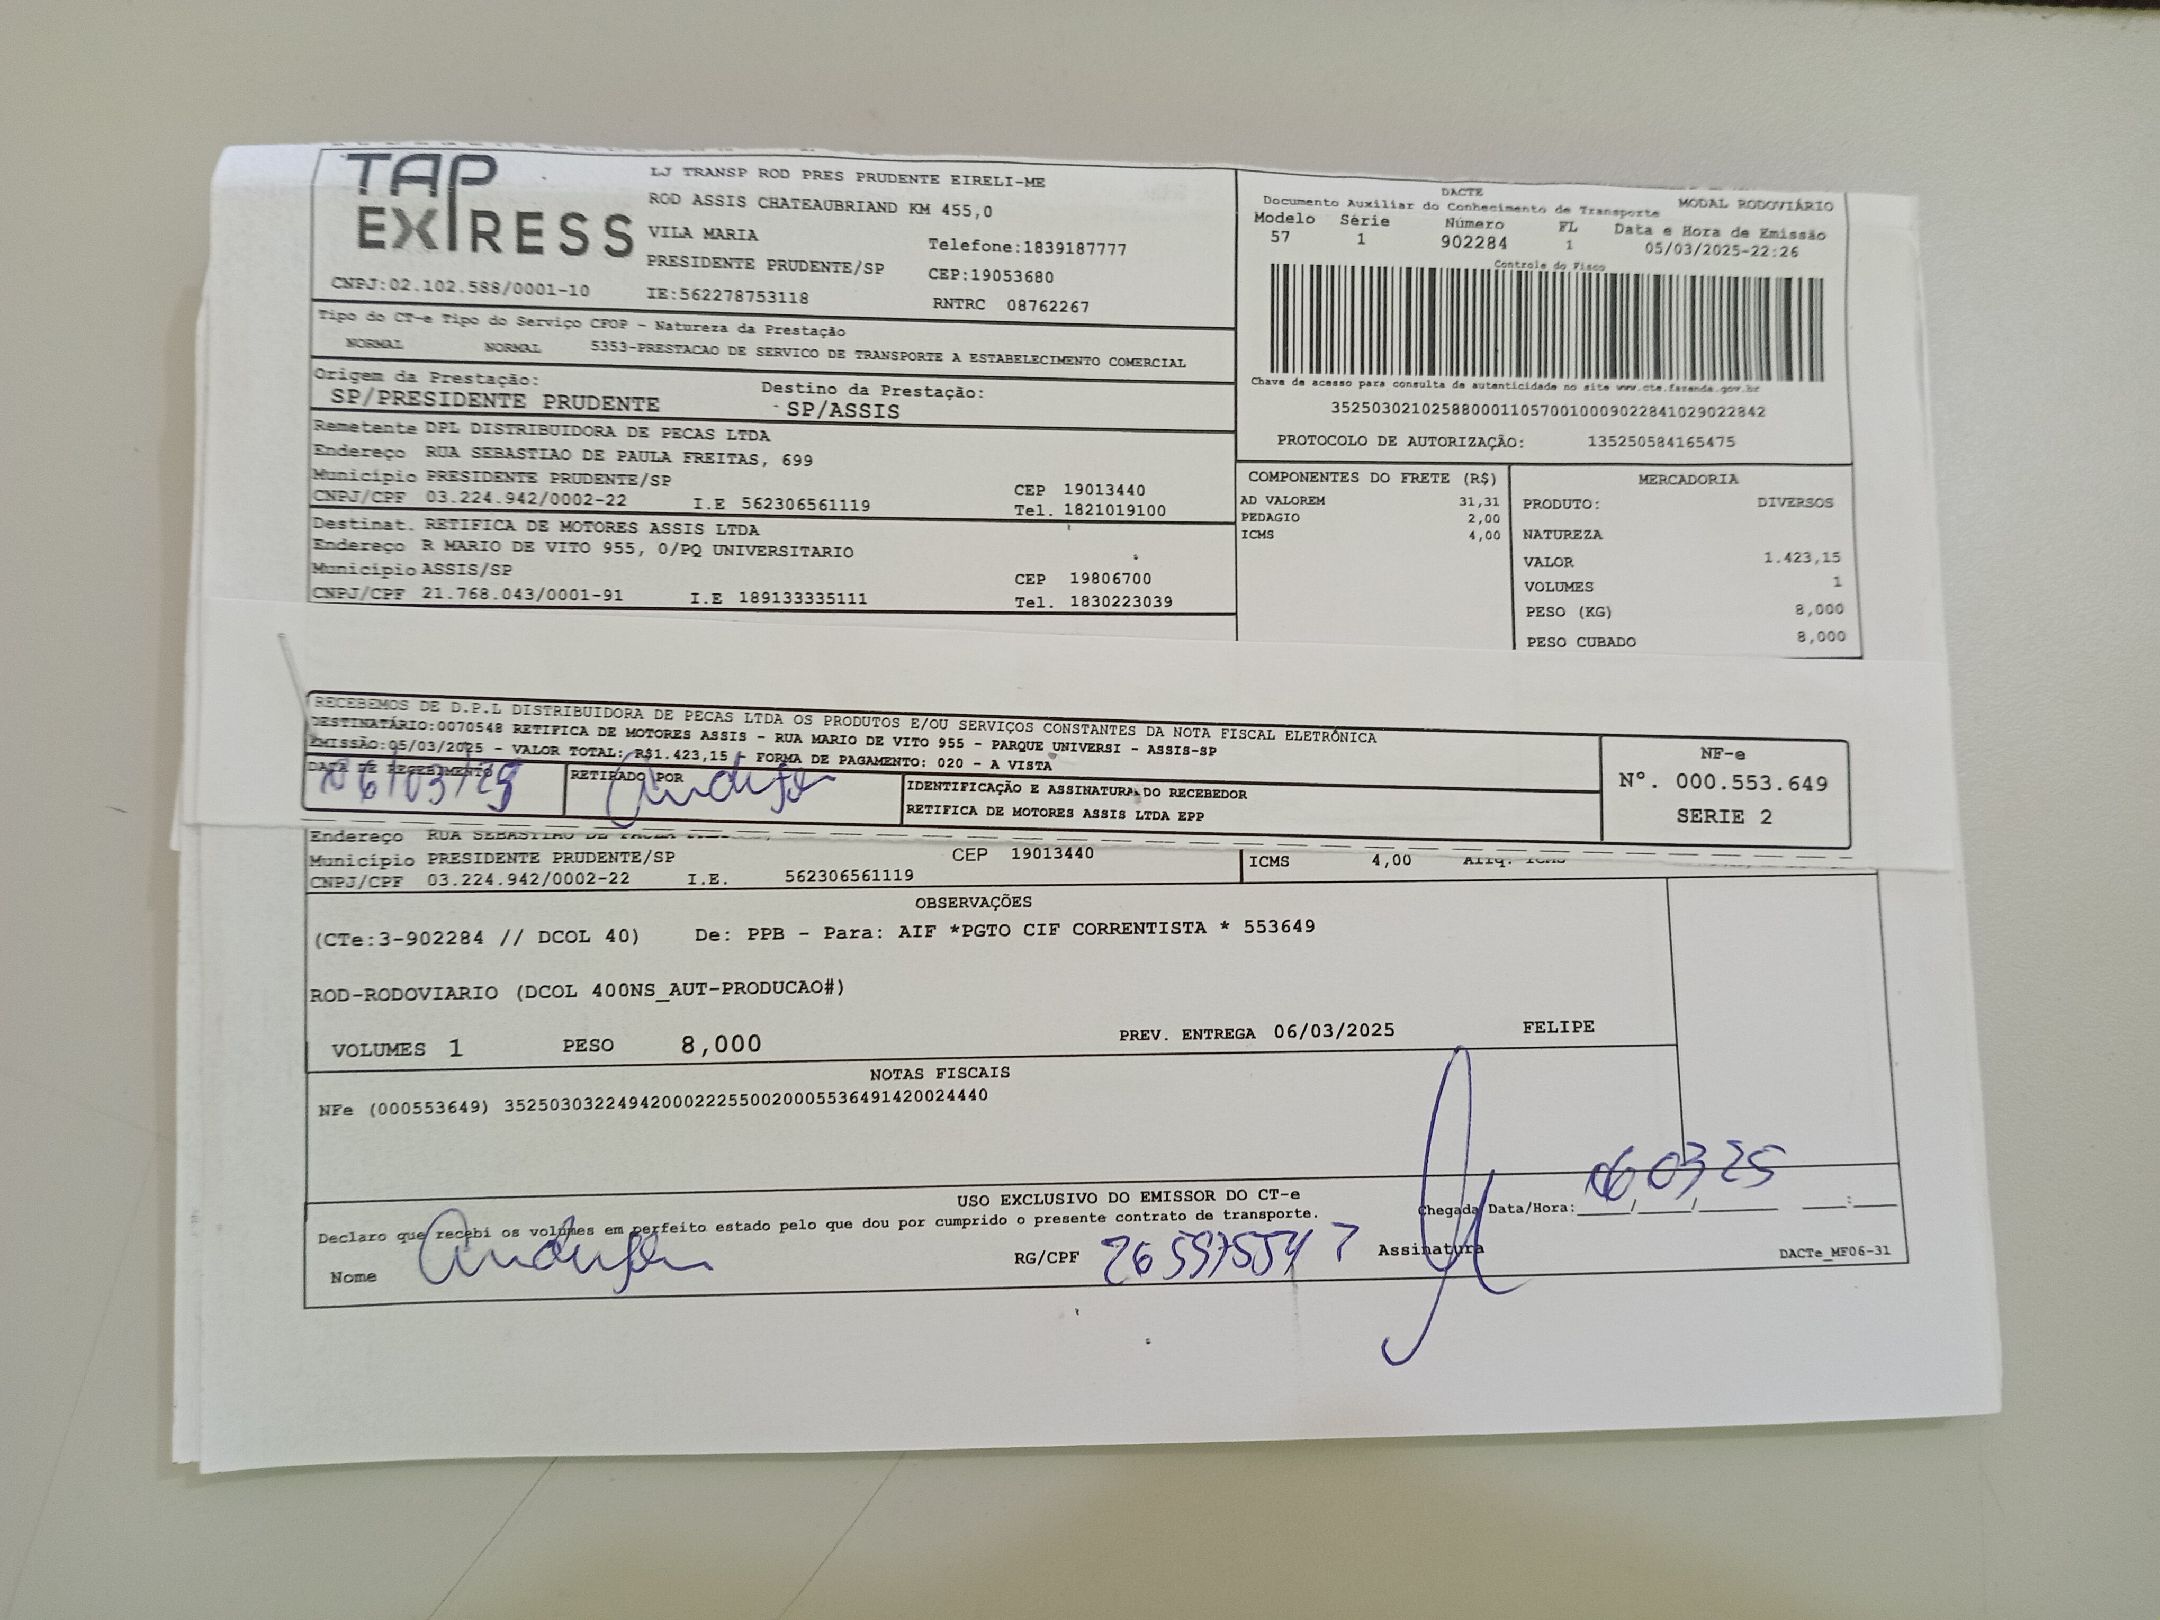 TAP
EXPRESS
CNPJ:02.102.588/0001-10
LJ TRANSP ROD PRES PRUDENTE EIRELI-ME
ROD ASSIS CHATEAUBRIAND KM 455,0
VILA MARIA Telefone:1839187777
PRESIDENTE PRUDENTE/SP CEP:19053680
IE:562278753118 RNTRC 08762267
DACTE
Documento Auxiliar do Conhecimento de Transporte MODAL RODOVIÁRIO
Modelo Série Número FL Data e Hora de Emissão
57 1 902284 1 05/03/2025-22:26
Controle do Fisco
Chave de acesso para consulta de autenticidade no site www.cte.fazenda.gov.br
35250302102588000110570010009022841029022842
PROTOCOLO DE AUTORIZAÇÃO: 135250584165475
Tipo do CT-e Tipo do Serviço CFOP - Natureza da Prestação
NORMAL NORMAL 5353-PRESTACAO DE SERVICO DE TRANSPORTE A ESTABELECIMENTO COMERCIAL
Origem da Prestação: Destino da Prestação:
SP/PRESIDENTE PRUDENTE SP/ASSIS
Remetente DPL DISTRIBUIDORA DE PECAS LTDA
Endereço RUA SEBASTIAO DE PAULA FREITAS, 699
Município PRESIDENTE PRUDENTE/SP CEP 19013440
CNPJ/CPF 03.224.942/0002-22 I.E 562306561119 Tel. 1821019100
Destinat. RETIFICA DE MOTORES ASSIS LTDA
Endereço R MARIO DE VITO 955, 0/PQ UNIVERSITARIO
Município ASSIS/SP CEP 19806700
CNPJ/CPF 21.768.043/0001-91 I.E 189133335111 Tel. 1830223039
COMPONENTES DO FRETE (R$)
AD VALOREM 31,31
PEDAGIO 2,00
ICMS 4,00
MERCADORIA
PRODUTO: DIVERSOS
NATUREZA
VALOR 1.423,15
VOLUMES 1
PESO (KG) 8,000
PESO CUBADO 8,000
RECEBEMOS DE D.P.L DISTRIBUIDORA DE PECAS LTDA OS PRODUTOS E/OU SERVIÇOS CONSTANTES DA NOTA FISCAL ELETRÔNICA
DESTINATÁRIO:0070548 RETIFICA DE MOTORES ASSIS - RUA MARIO DE VITO 955 - PARQUE UNIVERSI - ASSIS-SP
EMISSÃO:05/03/2025 - VALOR TOTAL: R$1.423,15 - FORMA DE PAGAMENTO: 020 - A VISTA
DATA DE RECEBIMENTO RETIRADO POR
06/03/25
IDENTIFICAÇÃO E ASSINATURA DO RECEBEDOR
RETIFICA DE MOTORES ASSIS LTDA EPP
NF-e
Nº. 000.553.649
SERIE 2
Endereço RUA SEBASTIAO DE
Município PRESIDENTE PRUDENTE/SP CEP 19013440
CNPJ/CPF 03.224.942/0002-22 I.E. 562306561119
ICMS 4,00
OBSERVAÇÕES
(CTe:3-902284 // DCOL 40) De: PPB - Para: AIF *PGTO CIF CORRENTISTA * 553649
ROD-RODOVIARIO (DCOL 400NS_AUT-PRODUCAO#)
VOLUMES 1 PESO 8,000 PREV. ENTREGA 06/03/2025 FELIPE
NOTAS FISCAIS
NFe (000553649) 35250303224942000222550020005536491420024440
USO EXCLUSIVO DO EMISSOR DO CT-e
Declaro que recebi os volumes em perfeito estado pelo que dou por cumprido o presente contrato de transporte.
Chegada Data/Hora: 06/03/25
Nome RG/CPF Assinatura
DACTe_MF06-31